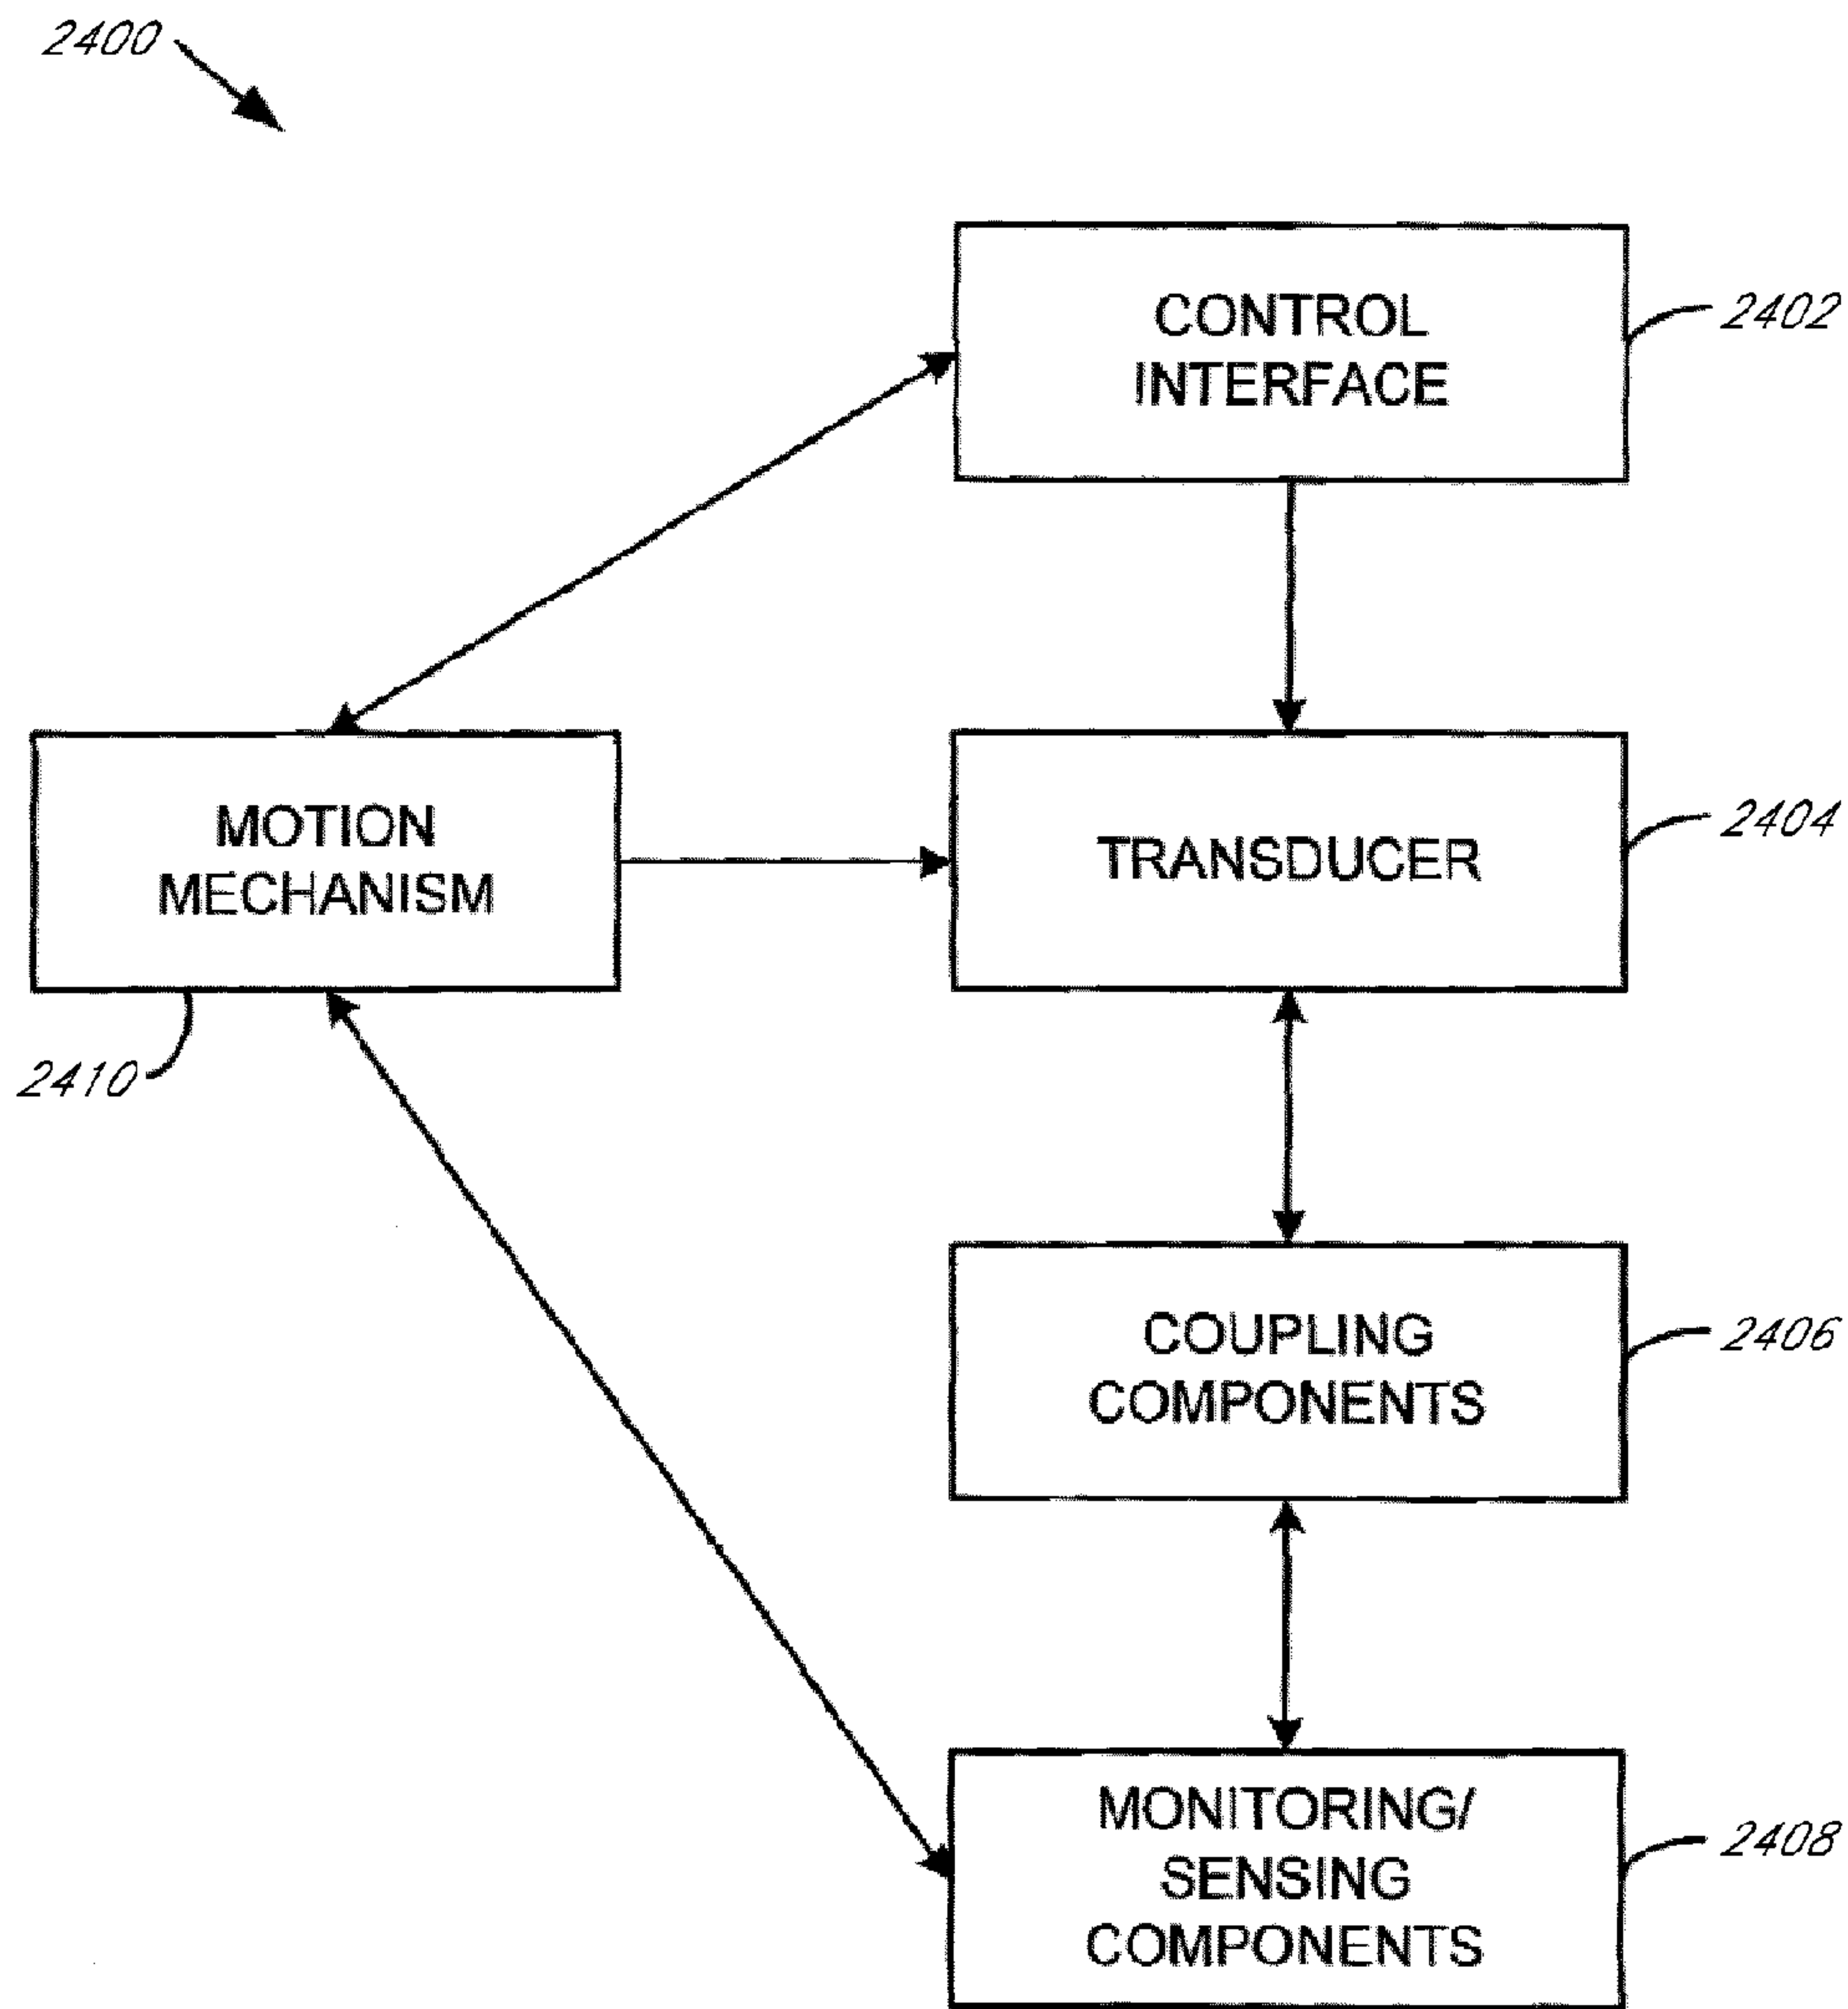 2400
CONTROL
INTERFACE
2402
MOTION
MECHANISM
2410
TRANSDUCER
2404
COUPLING
COMPONENTS
2406
MONITORING/
SENSING
COMPONENTS
2408